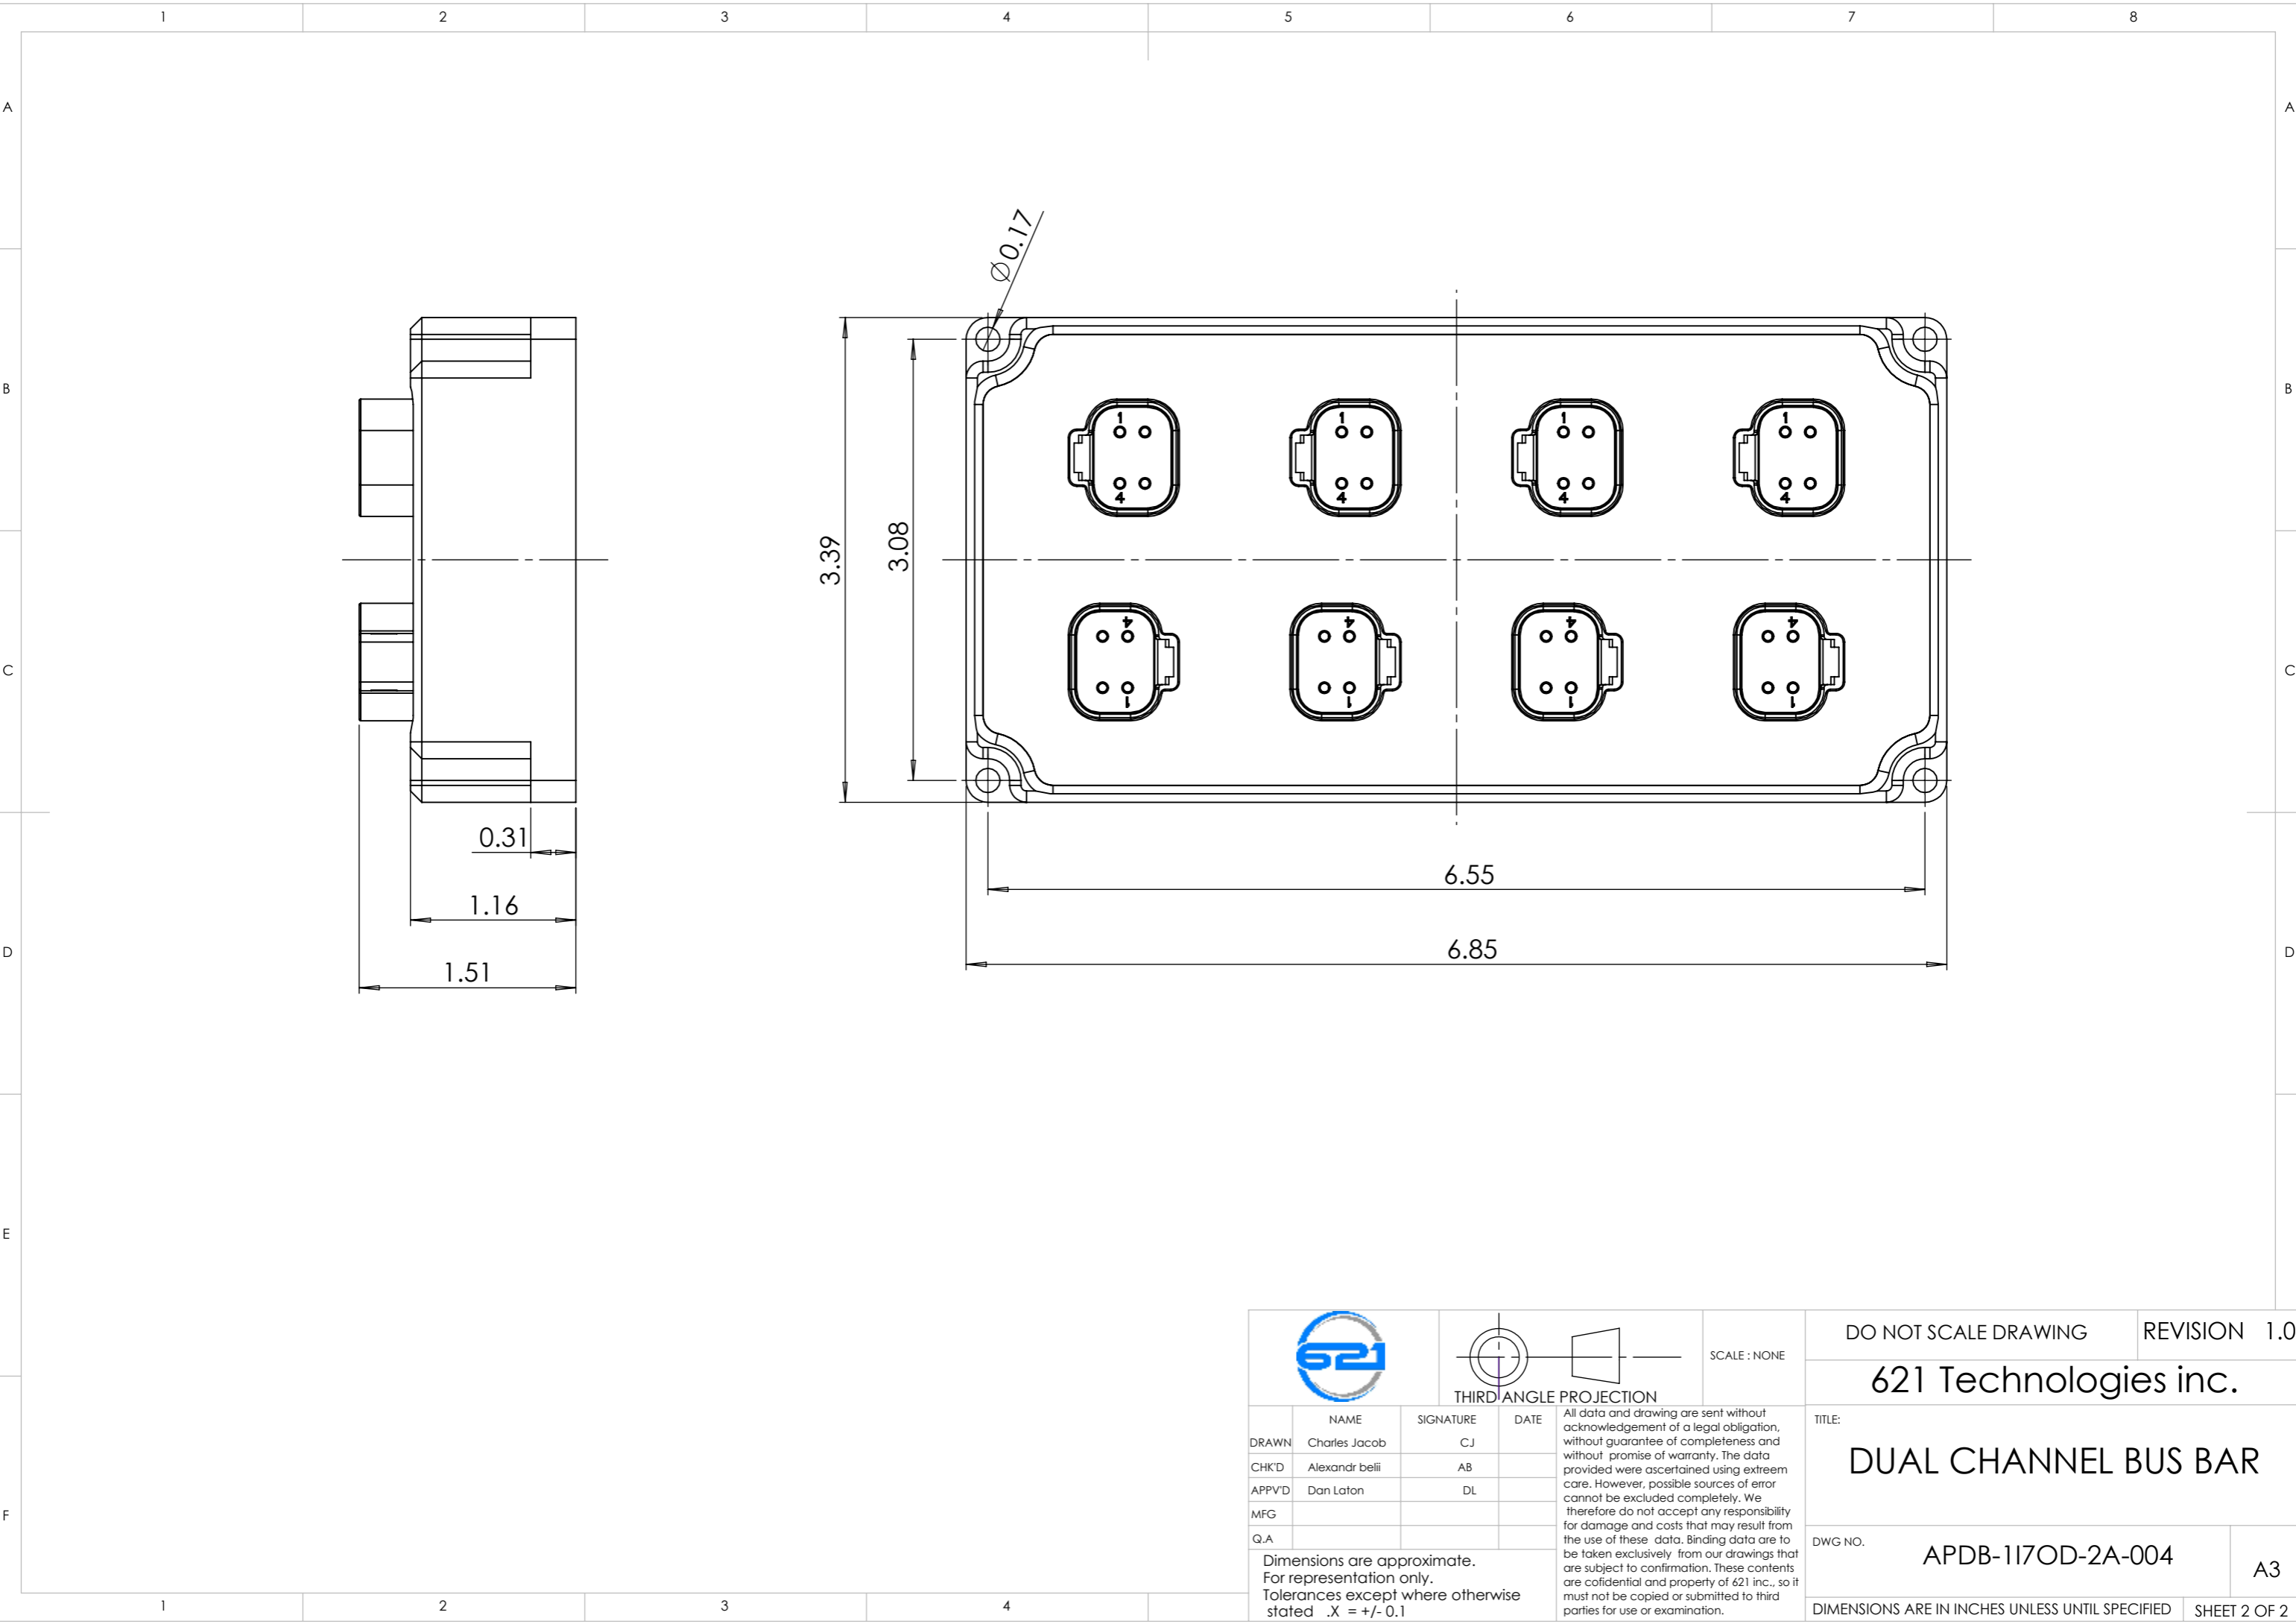 1 2 3 4 5 6 7 8
A A
B B
C C
D D
E
F
1 2 3 4
∅0.17
3.39
3.08
1 1 1 1
4 4 4 4
4 4 4 4
1 1 1 1
0.31
1.16
1.51
6.55
6.85
621
THIRD ANGLE PROJECTION
SCALE : NONE
DO NOT SCALE DRAWING
REVISION 1.0
621 Technologies inc.
NAME SIGNATURE DATE
DRAWN Charles Jacob CJ
CHK'D Alexandr belii AB
APPV'D Dan Laton DL
MFG
Q.A
Dimensions are approximate.
For representation only.
Tolerances except where otherwise
stated .X = +/- 0.1
All data and drawing are sent without
acknowledgement of a legal obligation,
without guarantee of completeness and
without promise of warranty. The data
provided were ascertained using extreem
care. However, possible sources of error
cannot be excluded completely. We
therefore do not accept any responsibility
for damage and costs that may result from
the use of these data. Binding data are to
be taken exclusively from our drawings that
are subject to confirmation. These contents
are cofidential and property of 621 inc., so it
must not be copied or submitted to third
parties for use or examination.
TITLE:
DUAL CHANNEL BUS BAR
DWG NO.
APDB-1I7OD-2A-004
A3
DIMENSIONS ARE IN INCHES UNLESS UNTIL SPECIFIED
SHEET 2 OF 2